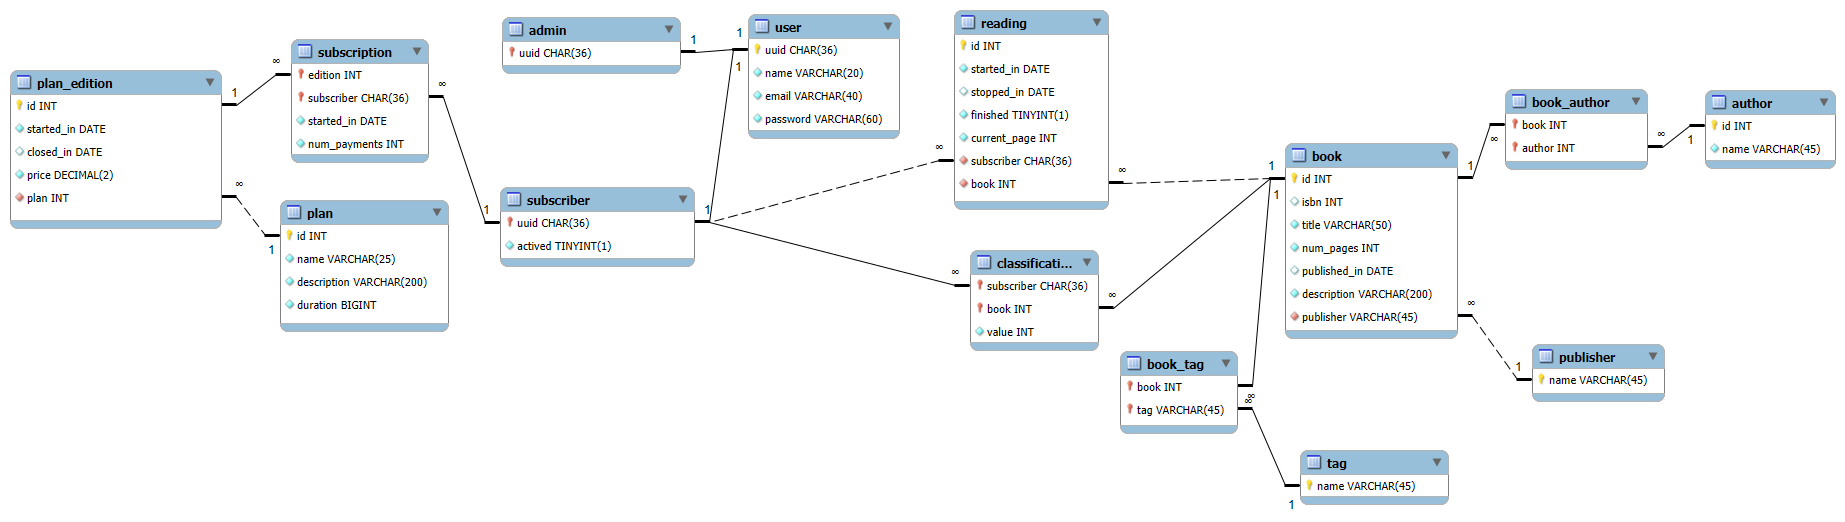 plan_edition
id INT
started_in DATE
closed_in DATE
price DECIMAL(2)
plan INT
1
∞
∞
1
subscription
edition INT
subscriber CHAR(36)
started_in DATE
num_payments INT
∞
1
plan
id INT
name VARCHAR(25)
description VARCHAR(200)
duration BIGINT
admin
uuid CHAR(36)
1
1
1
user
uuid CHAR(36)
name VARCHAR(20)
email VARCHAR(40)
password VARCHAR(60)
subscriber
uuid CHAR(36)
actived TINYINT(1)
1
reading
id INT
started_in DATE
stopped_in DATE
finished TINYINT(1)
current_page INT
subscriber CHAR(36)
book INT
∞
∞
classificati...
subscriber CHAR(36)
book INT
value INT
∞
∞
book_tag
book INT
tag VARCHAR(45)
∞
∞
1
1
book
id INT
isbn INT
title VARCHAR(50)
num_pages INT
published_in DATE
description VARCHAR(200)
publisher VARCHAR(45)
1
∞
∞
1
book_author
book INT
author INT
∞
1
author
id INT
name VARCHAR(45)
publisher
name VARCHAR(45)
tag
name VARCHAR(45)
1